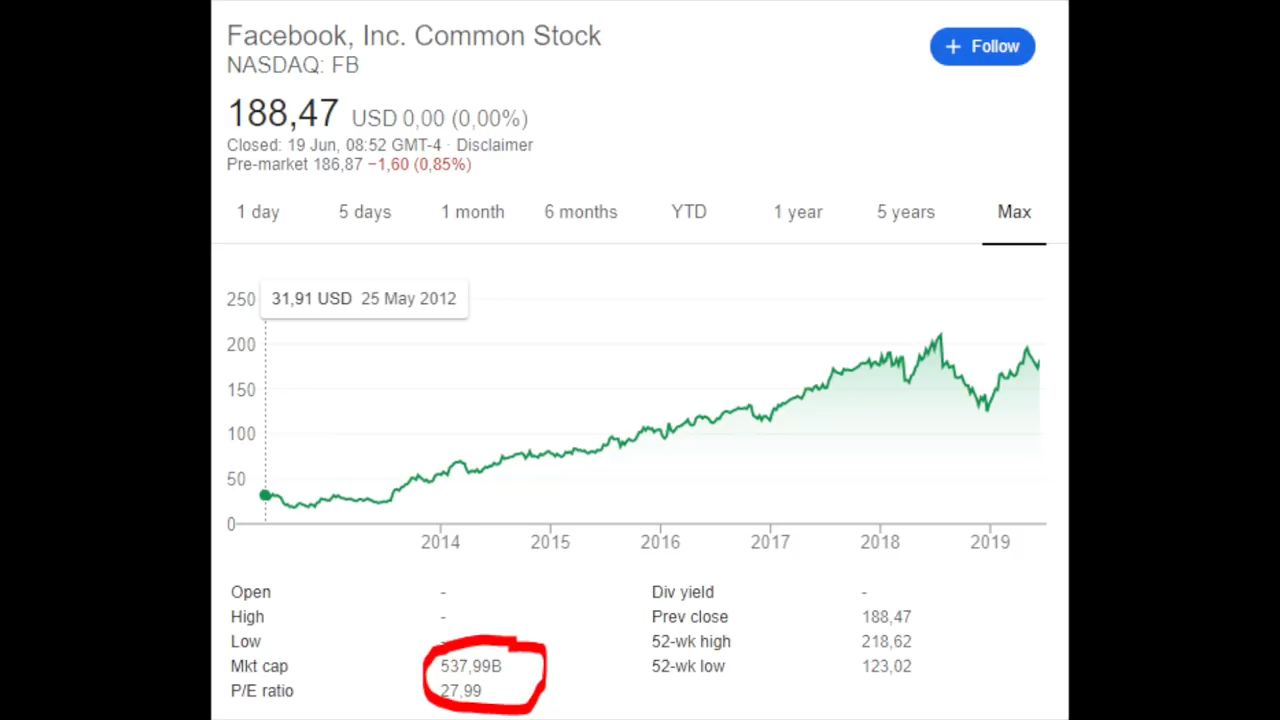 Facebook, Inc. Common Stock
+ Follow
NASDAQ: FB
188,47 USD 0,00 (0,00%)
Closed: 19 Jun, 08:52 GMT-4 · Disclaimer
Pre-market 186,87 −1,60 (0,85%)
1 day 5 days 1 month 6 months YTD 1 year 5 years Max
250 31,91 USD 25 May 2012
200
150
100
50
0
2014 2015 2016 2017 2018 2019
Open - Div yield -
High - Prev close 188,47
Low - 52-wk high 218,62
Mkt cap 537,99B 52-wk low 123,02
P/E ratio 27,99